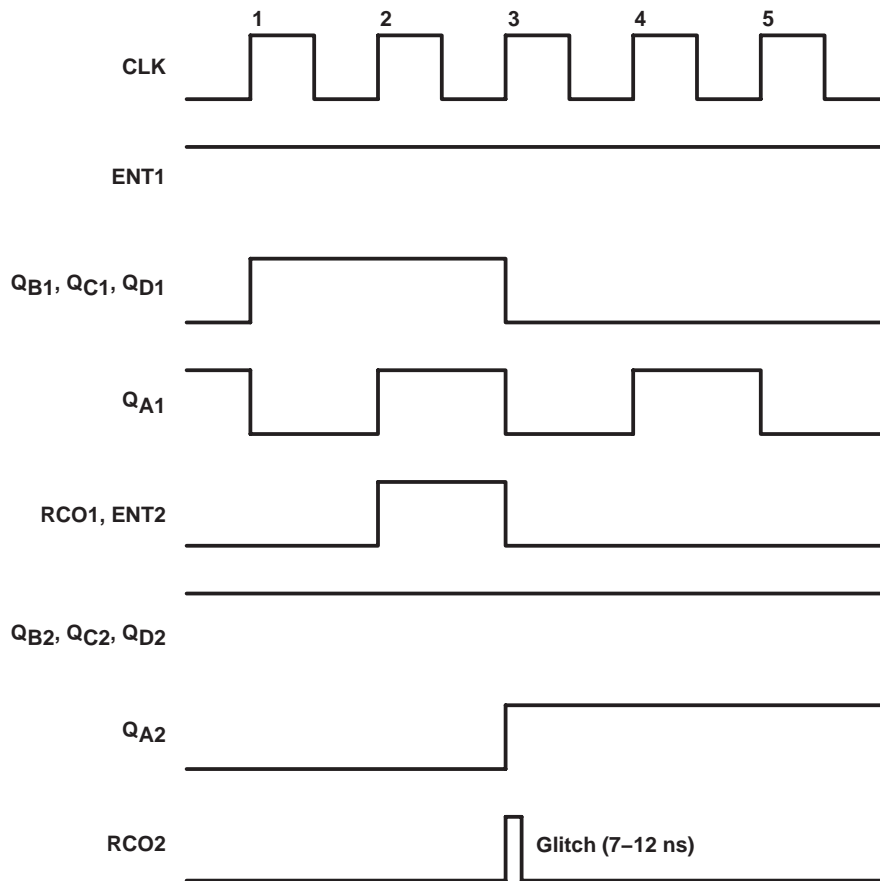 1 2 3 4 5
CLK
ENT1
QB1, QC1, QD1
QA1
RCO1, ENT2
QB2, QC2, QD2
QA2
RCO2
Glitch (7–12 ns)